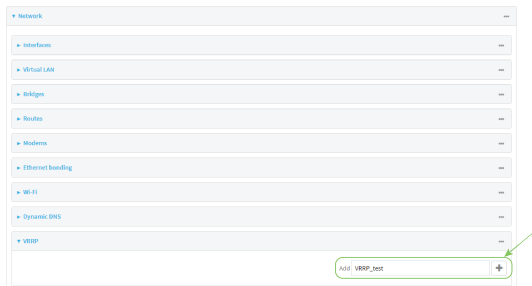 Network
Interfaces
Virtual LAN
Bridges
Routes
Modems
Ethernet bonding
Wi-Fi
Dynamic DNS
VRRP
Add VRRP_test